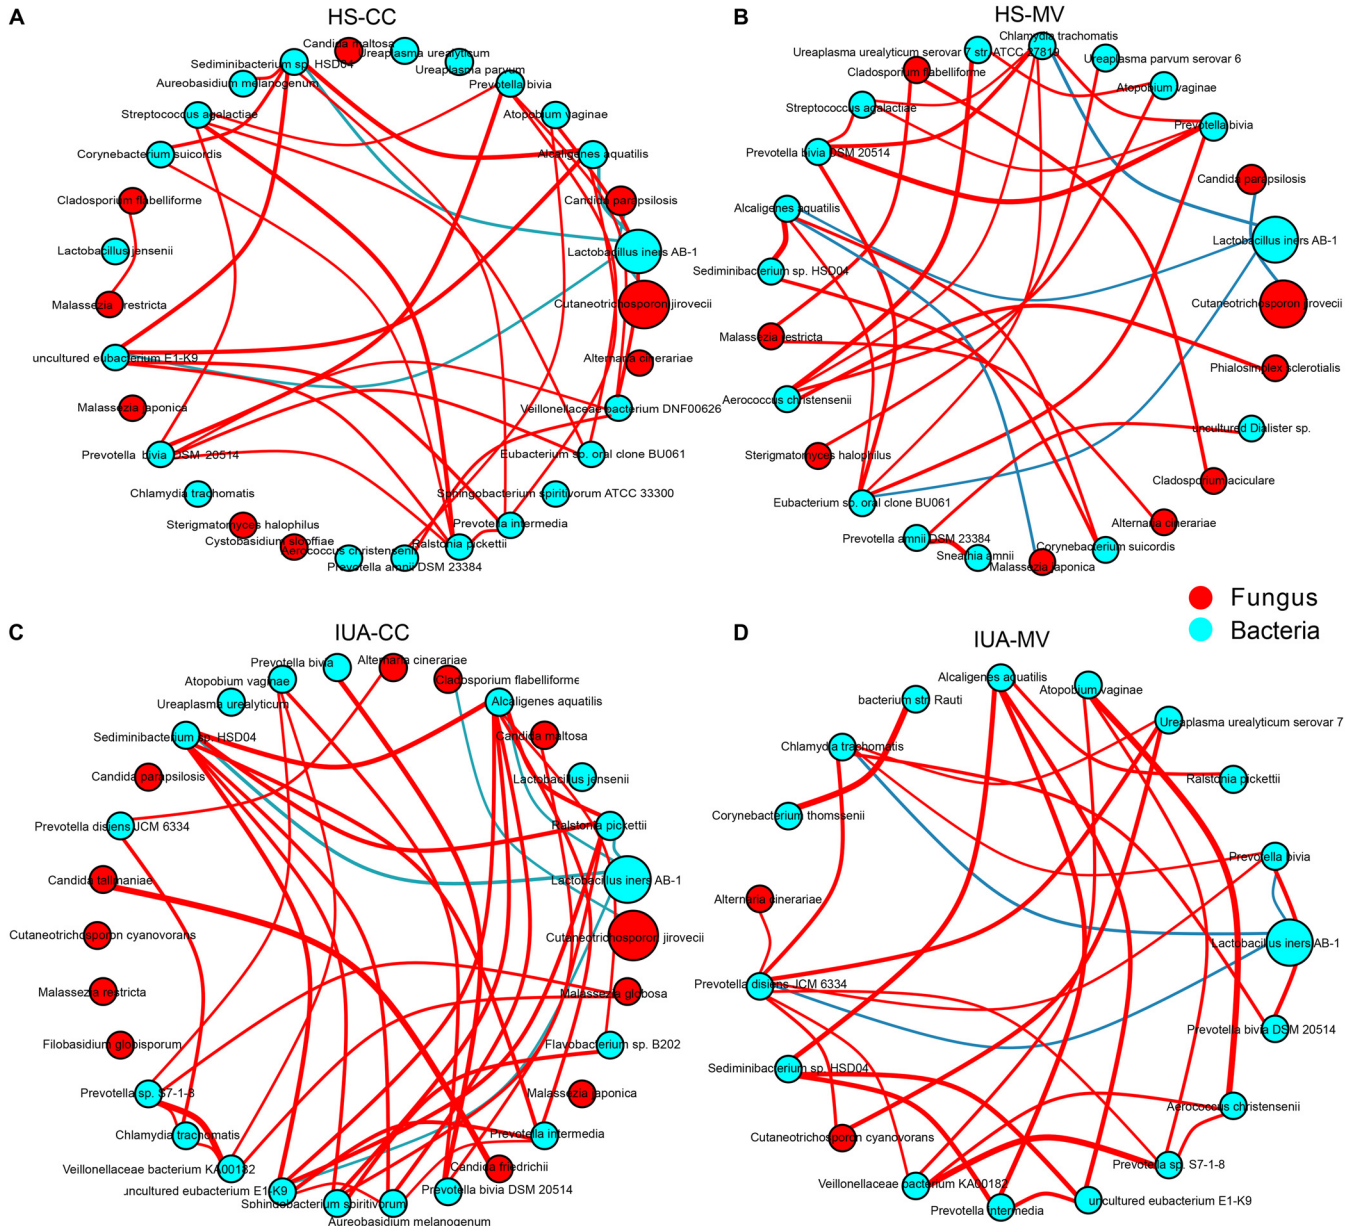 A
HS-CC
Candida maltosa
Ureaplasma urealyticum
Sediminibacterium sp. HSD04
Ureaplasma parvum
Aureobasidium melanogenum
Prevotella bivia
Streptococcus agalactiae
Atopobium vaginae
Corynebacterium suicordis
Alcaligenes aquatilis
Cladosporium flabelliforme
Candida parapsilosis
Lactobacillus jensenii
Lactobacillus iners AB-1
Malassezia restricta
Cutaneotrichosporon jirovecii
uncultured eubacterium E1-K9
Alternaria cinerariae
Malassezia japonica
Veillonellaceae bacterium DNF00626
Prevotella bivia DSM 20514
Eubacterium sp. oral clone BU061
Chlamydia trachomatis
Sphingobacterium spiritivorum ATCC 33300
Sterigmatomyces halophilus
Prevotella intermedia
Cystobasidium slooffiae
Ralstonia pickettii
Aerococcus christensenii
Prevotella amnii DSM 23384
B
HS-MV
Chlamydia trachomatis
Ureaplasma urealyticum serovar 7 str. ATCC 27819
Ureaplasma parvum serovar 6
Cladosporium flabelliforme
Atopobium vaginae
Streptococcus agalactiae
Prevotella bivia
Prevotella bivia DSM 20514
Candida parapsilosis
Alcaligenes aquatilis
Lactobacillus iners AB-1
Sediminibacterium sp. HSD04
Cutaneotrichosporon jirovecii
Malassezia restricta
Phialosimplex sclerotialis
Aerococcus christensenii
uncultured Dialister sp.
Sterigmatomyces halophilus
Cladosporium aciculare
Eubacterium sp. oral clone BU061
Alternaria cinerariae
Prevotella amnii DSM 23384
Corynebacterium suicordis
Sneathia amnii
Malassezia japonica
Fungus
Bacteria
C
IUA-CC
Prevotella bivia
Alternaria cinerariae
Atopobium vaginae
Cladosporium flabelliforme
Ureaplasma urealyticum
Alcaligenes aquatilis
Sediminibacterium sp. HSD04
Candida maltosa
Candida parapsilosis
Lactobacillus jensenii
Prevotella disiens JCM 6334
Ralstonia pickettii
Candida tallmaniae
Lactobacillus iners AB-1
Cutaneotrichosporon cyanovorans
Cutaneotrichosporon jirovecii
Malassezia restricta
Malassezia globosa
Filobasidium globisporum
Flavobacterium sp. B202
Prevotella sp. S7-1-8
Malassezia japonica
Chlamydia trachomatis
Prevotella intermedia
Veillonellaceae bacterium KA00182
Candida friedrichii
uncultured eubacterium E1-K9
Prevotella bivia DSM 20514
Sphingobacterium spiritivorum
Aureobasidium melanogenum
D
IUA-MV
Alcaligenes aquatilis
Atopobium vaginae
bacterium str. Rauti
Ureaplasma urealyticum serovar 7
Chlamydia trachomatis
Ralstonia pickettii
Corynebacterium thomssenii
Prevotella bivia
Alternaria cinerariae
Lactobacillus iners AB-1
Prevotella disiens JCM 6334
Prevotella bivia DSM 20514
Sediminibacterium sp. HSD04
Aerococcus christensenii
Cutaneotrichosporon cyanovorans
Prevotella sp. S7-1-8
Veillonellaceae bacterium KA00182
uncultured eubacterium E1-K9
Prevotella intermedia